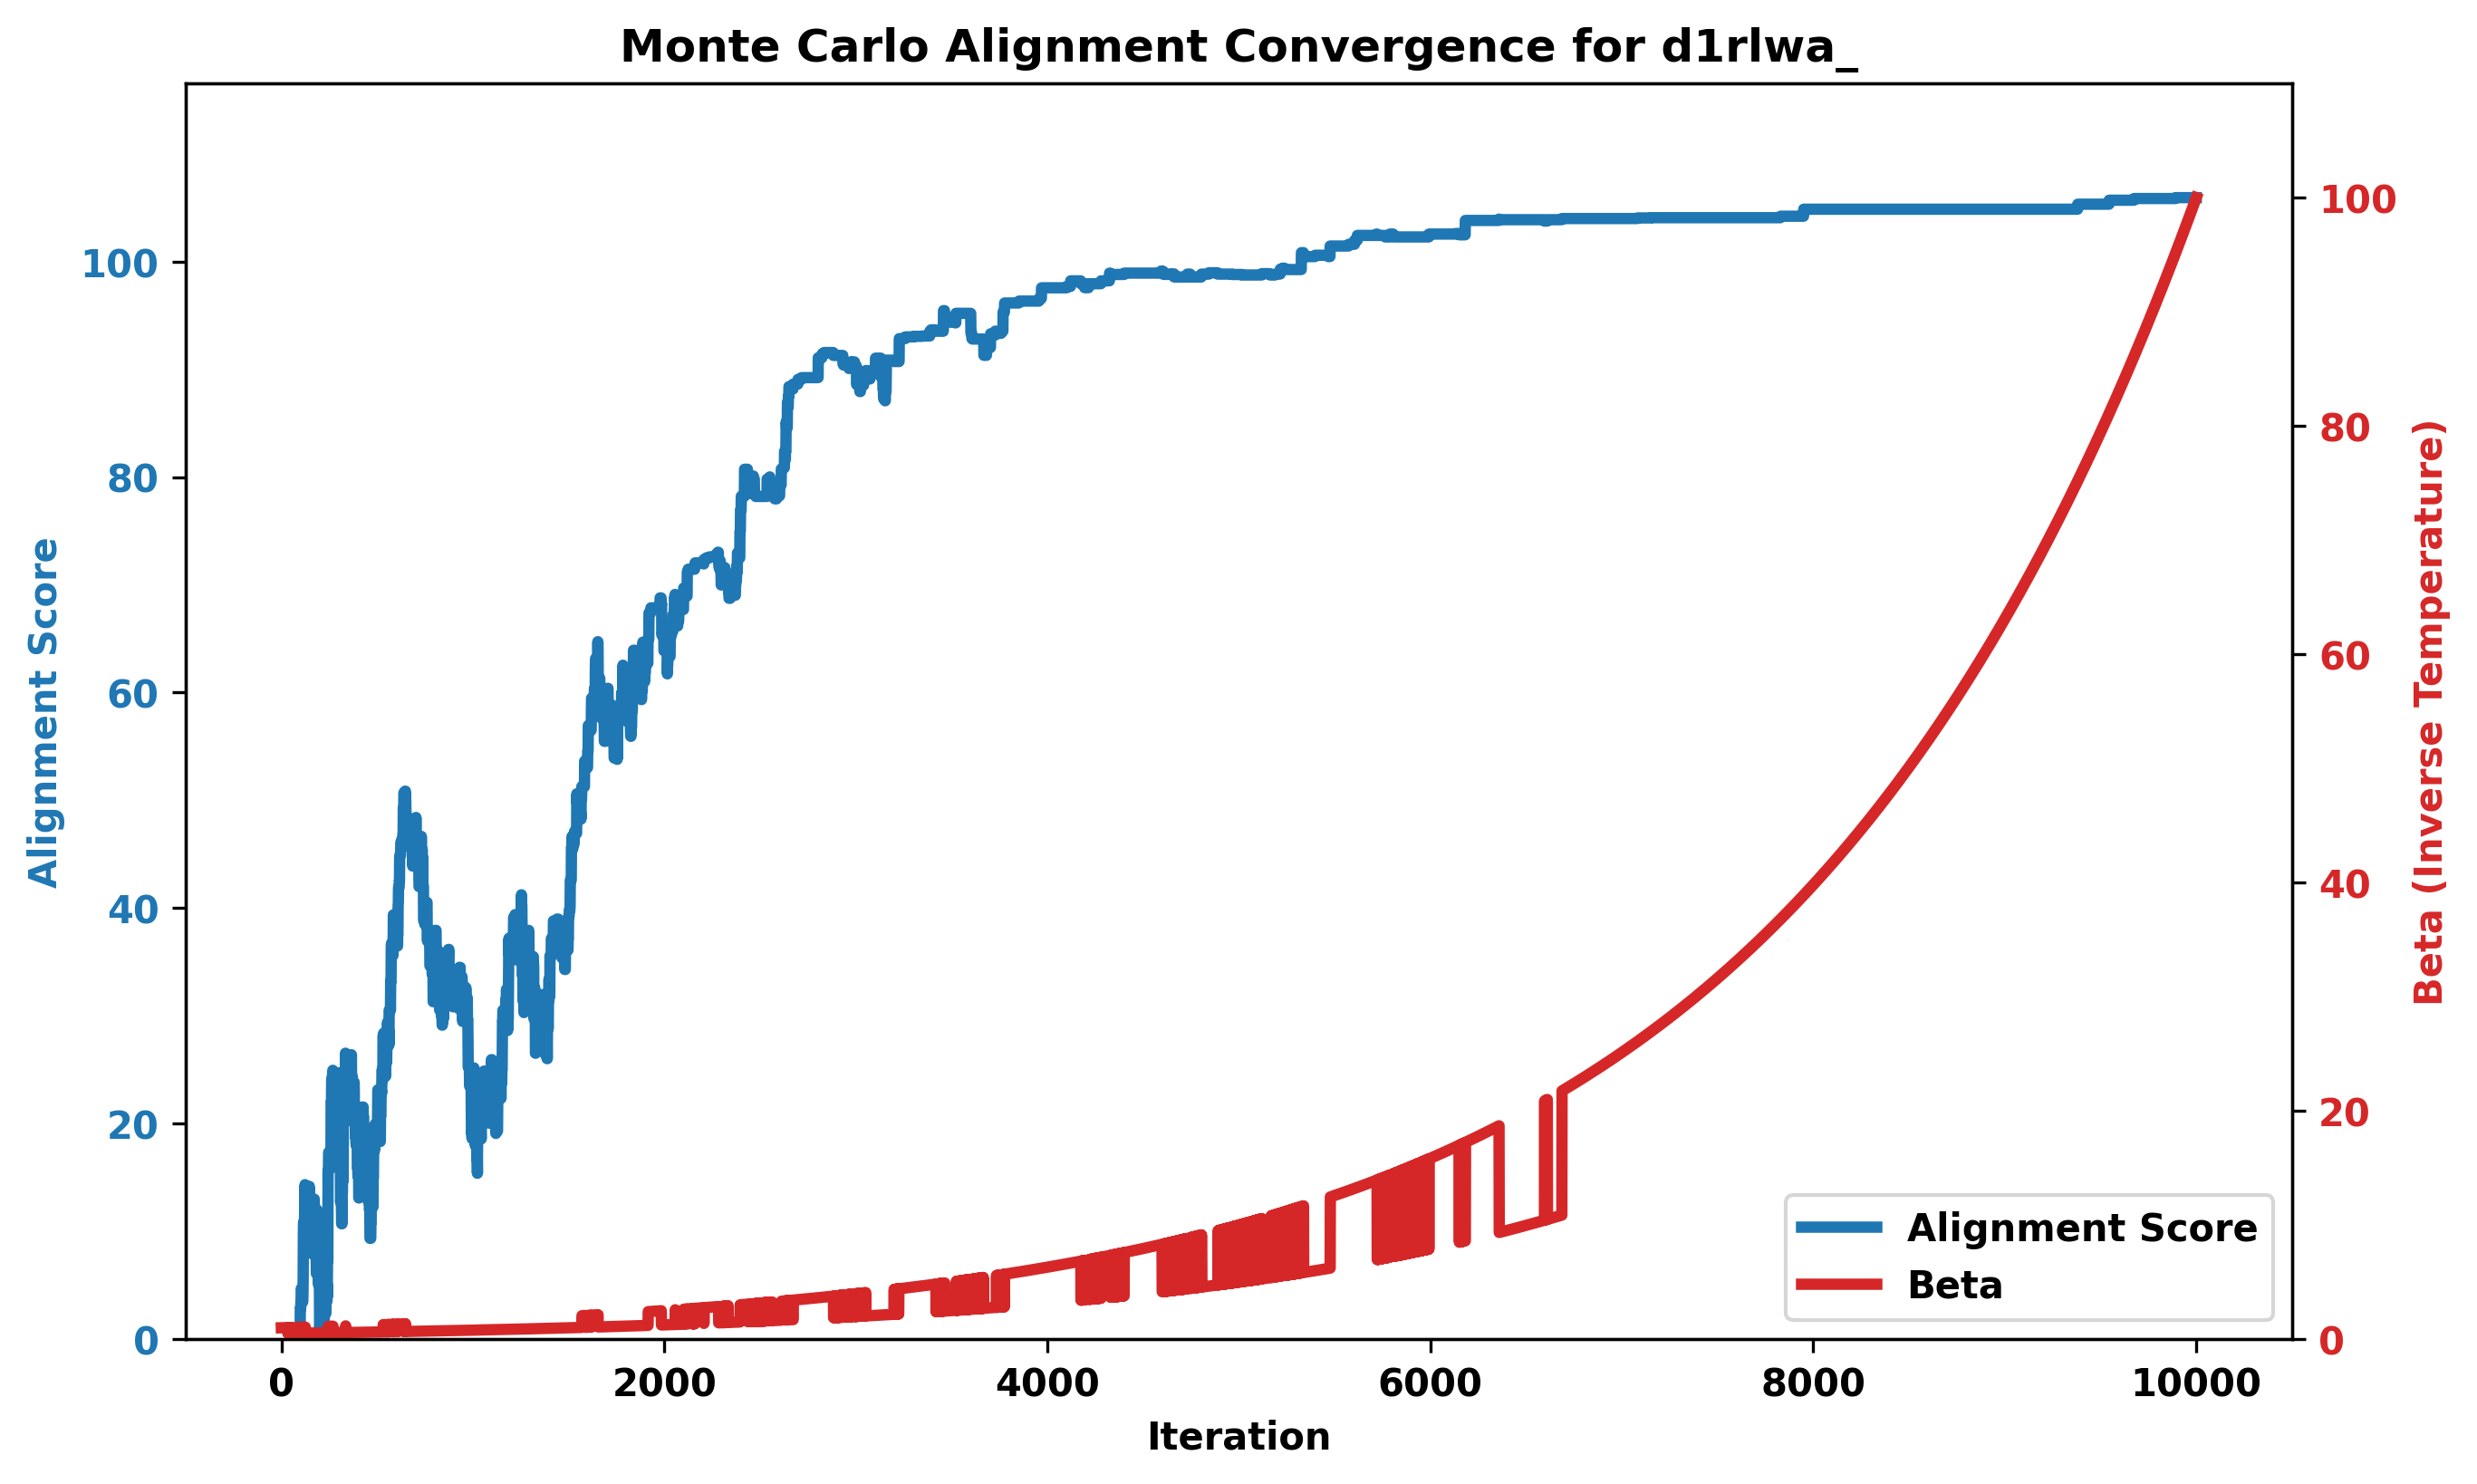 Monte Carlo Alignment Convergence for d1rlwa_
Alignment Score
100
80
60
40
20
0
100
80
60
40
20
0
Beta (Inverse Temperature)
Alignment Score
Beta
0 2000 4000 6000 8000 10000
Iteration